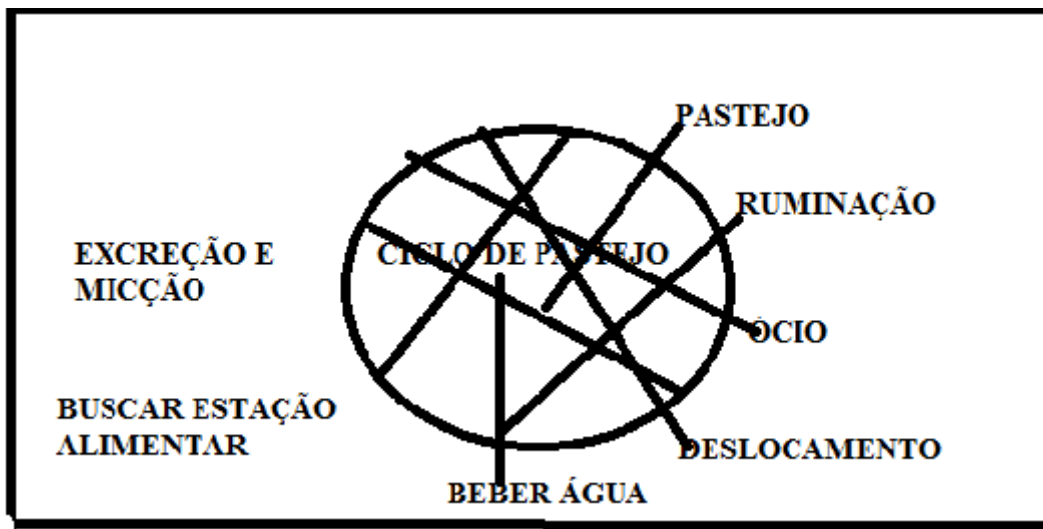 PASTEJO
RUMINAÇÃO
EXCREÇÃO E
MICÇÃO
CICLO DE PASTEJO
ÓCIO
BUSCAR ESTAÇÃO
ALIMENTAR
DESLOCAMENTO
BEBER ÁGUA